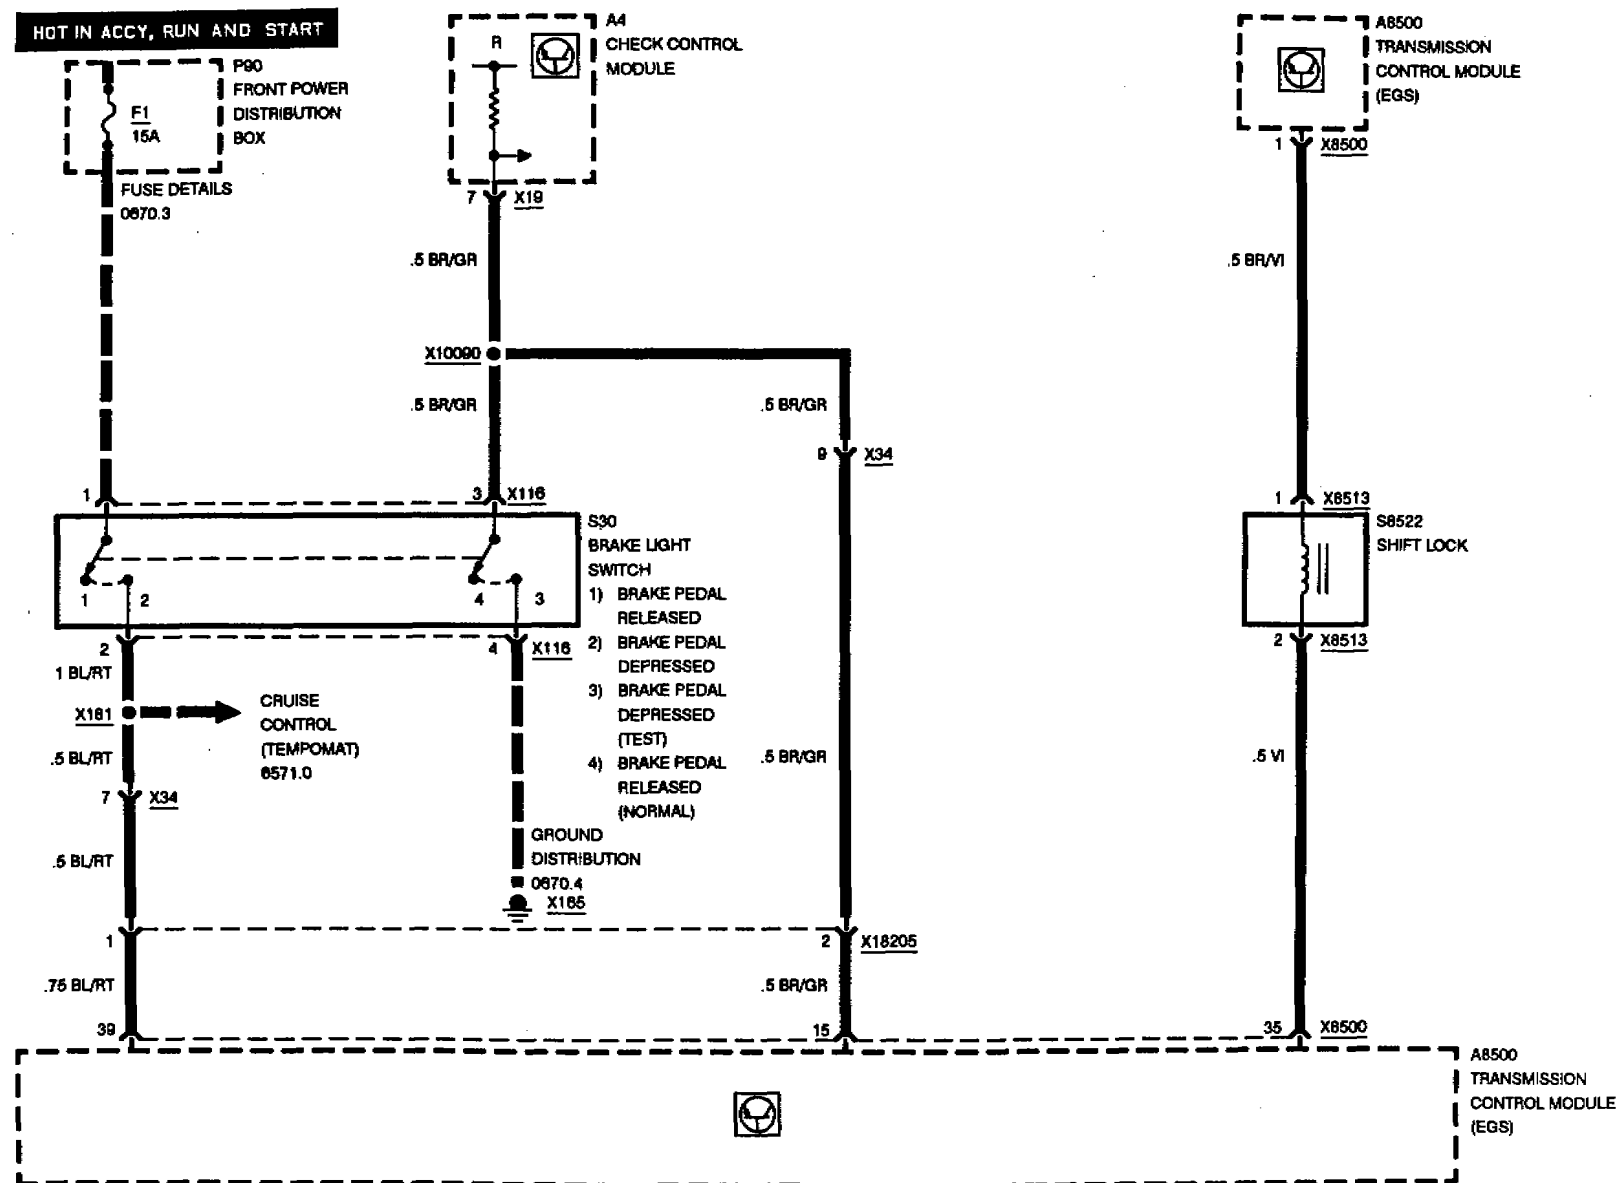 HOT IN ACCY, RUN AND START
P90
FRONT POWER
DISTRIBUTION
BOX
F1
15A
FUSE DETAILS
0670.3
A4
CHECK CONTROL
MODULE
R
7 X19
.5 BR/GR
X10090
.5 BR/GR
.5 BR/GR
9 X34
A8500
TRANSMISSION
CONTROL MODULE
(EGS)
1 X8500
.5 BR/VI
1
3 X116
1 X8513
S30
BRAKE LIGHT
SWITCH
1) BRAKE PEDAL
RELEASED
2) BRAKE PEDAL
DEPRESSED
3) BRAKE PEDAL
DEPRESSED
(TEST)
4) BRAKE PEDAL
RELEASED
(NORMAL)
1 2
4 3
S8522
SHIFT LOCK
2
4 X116
2 X8513
1 BL/RT
X181
CRUISE
CONTROL
(TEMPOMAT)
6571.0
.5 BL/RT
.5 BR/GR
.5 VI
7 X34
.5 BL/RT
GROUND
DISTRIBUTION
0670.4
X165
1
2 X18205
.75 BL/RT
.5 BR/GR
39
15
35 X8500
A8500
TRANSMISSION
CONTROL MODULE
(EGS)